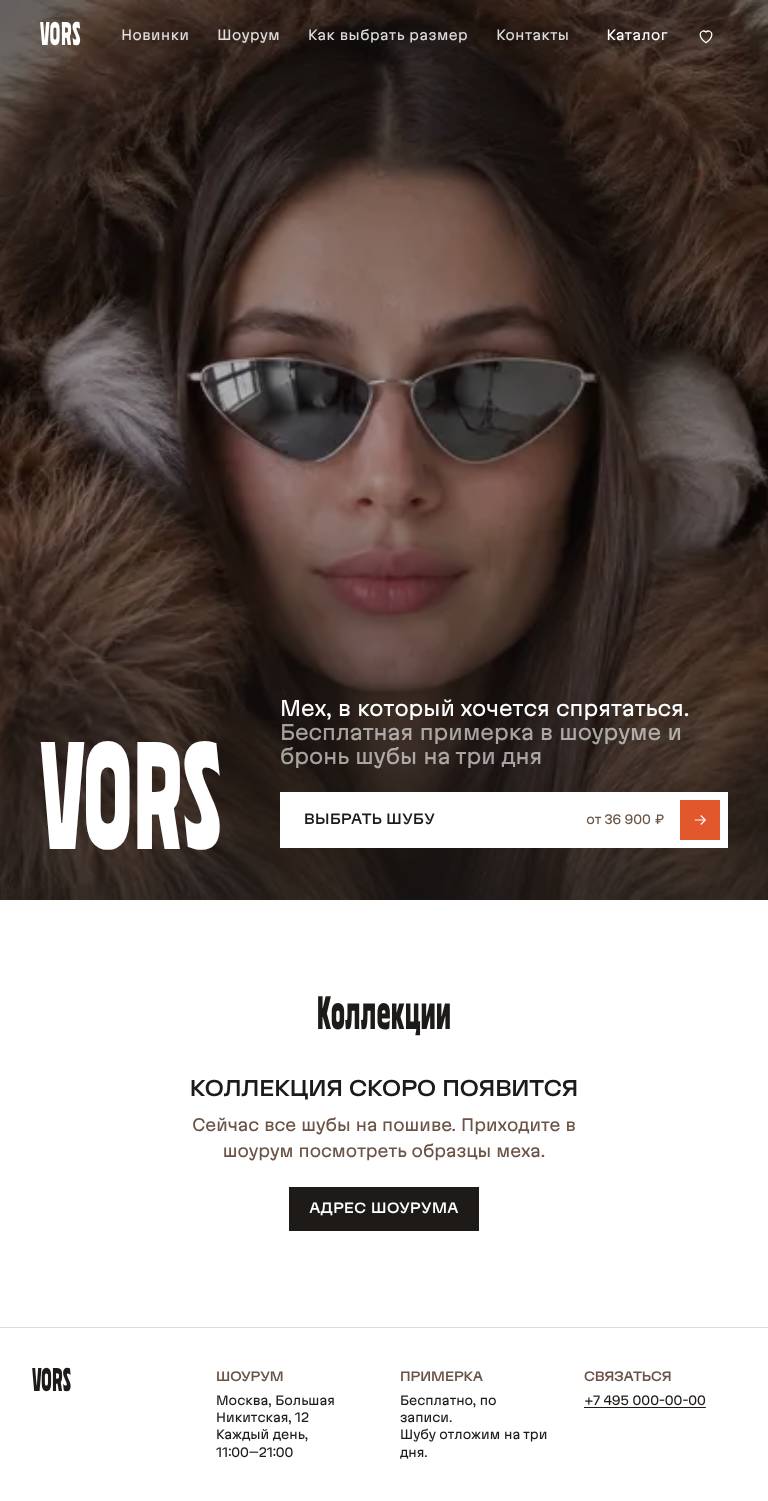 VORS
Новинки
Шоурум
Как выбрать размер
Контакты
Каталог
Мех, в который хочется спрятаться.
Бесплатная примерка в шоуруме и
бронь шубы на три дня
VORS
ВЫБРАТЬ ШУБУ
от 36 900 ₽
Коллекции
КОЛЛЕКЦИЯ СКОРО ПОЯВИТСЯ
Сейчас все шубы на пошиве. Приходите в
шоурум посмотреть образцы меха.
АДРЕС ШОУРУМА
VORS
ШОУРУМ
Москва, Большая
Никитская, 12
Каждый день,
11:00—21:00
ПРИМЕРКА
Бесплатно, по
записи.
Шубу отложим на три
дня.
СВЯЗАТЬСЯ
+7 495 000-00-00